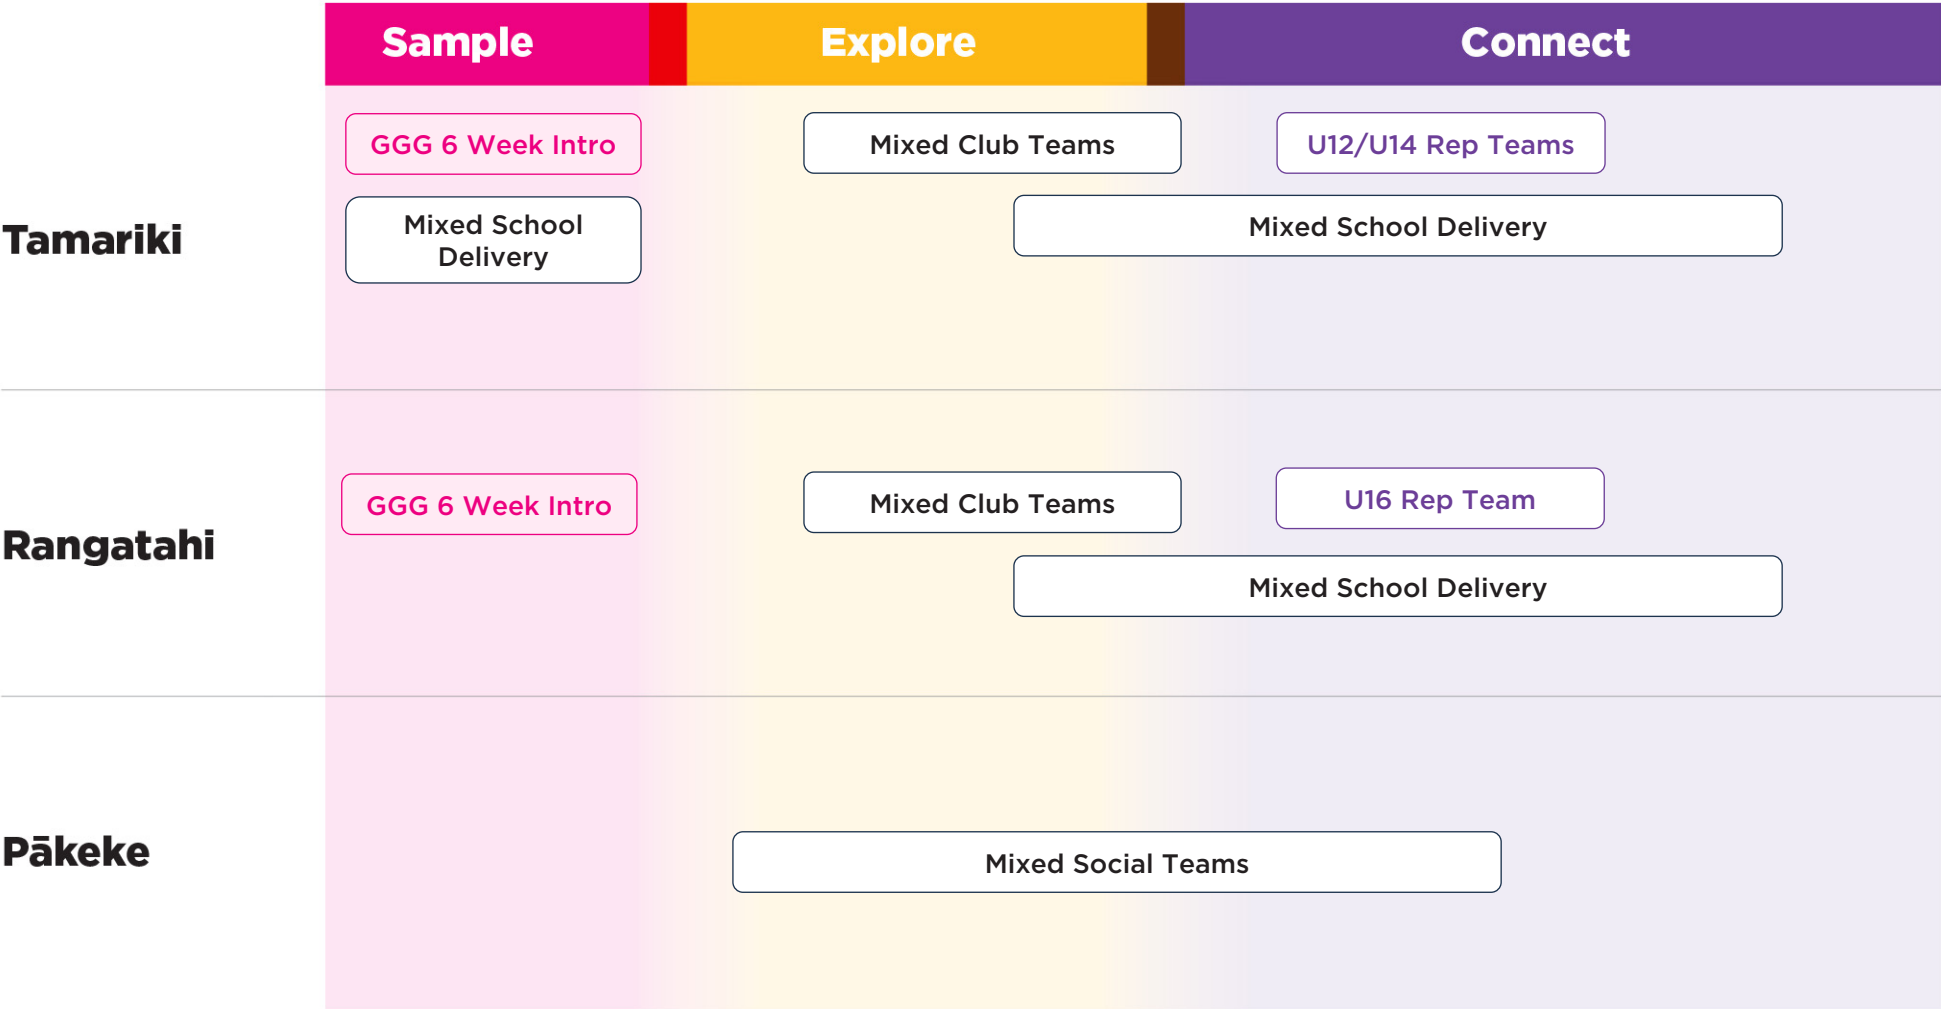 Sample
Explore
Connect
Tamariki
GGG 6 Week Intro
Mixed Club Teams
U12/U14 Rep Teams
Mixed School
Delivery
Mixed School Delivery
Rangatahi
GGG 6 Week Intro
Mixed Club Teams
U16 Rep Team
Mixed School Delivery
Pākeke
Mixed Social Teams